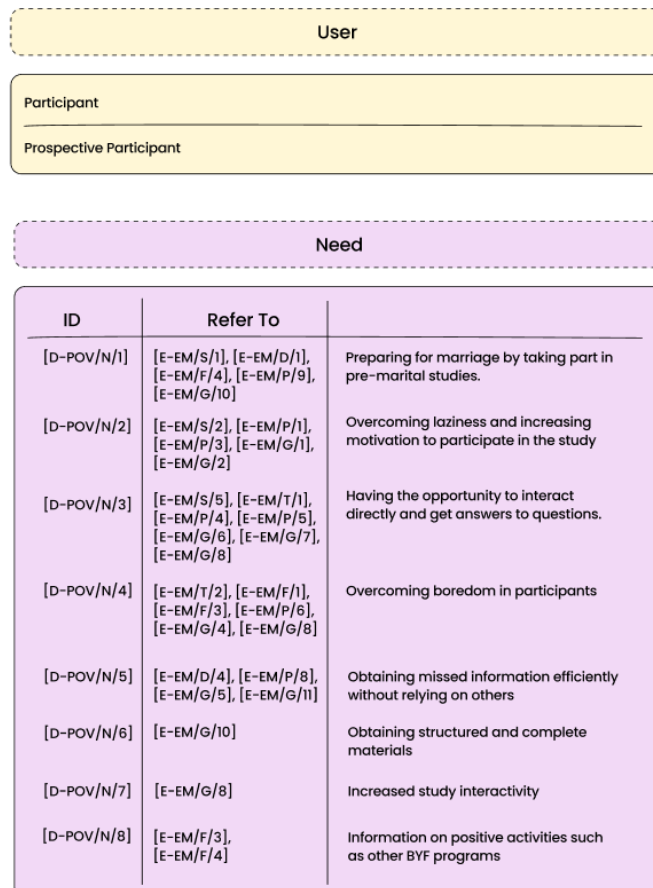 User
Participant
Prospective Participant
Need
ID Refer To
[D-POV/N/1] [E-EM/S/1], [E-EM/D/1], Preparing for marriage by taking part in
[E-EM/F/4], [E-EM/P/9], pre-marital studies.
[E-EM/G/10]
[D-POV/N/2] [E-EM/S/2], [E-EM/P/1], Overcoming laziness and increasing
[E-EM/P/3], [E-EM/G/1], motivation to participate in the study
[E-EM/G/2]
[D-POV/N/3] [E-EM/S/5], [E-EM/T/1], Having the opportunity to interact
[E-EM/P/4], [E-EM/P/5], directly and get answers to questions.
[E-EM/G/6], [E-EM/G/7],
[E-EM/G/8]
[D-POV/N/4] [E-EM/T/2], [E-EM/F/1], Overcoming boredom in participants
[E-EM/F/3], [E-EM/P/6],
[E-EM/G/4], [E-EM/G/8]
[D-POV/N/5] [E-EM/D/4], [E-EM/P/8], Obtaining missed information efficiently
[E-EM/G/5], [E-EM/G/11] without relying on others
[D-POV/N/6] [E-EM/G/10] Obtaining structured and complete
materials
[D-POV/N/7] [E-EM/G/8] Increased study interactivity
[D-POV/N/8] [E-EM/F/3], Information on positive activities such
[E-EM/F/4] as other BYF programs